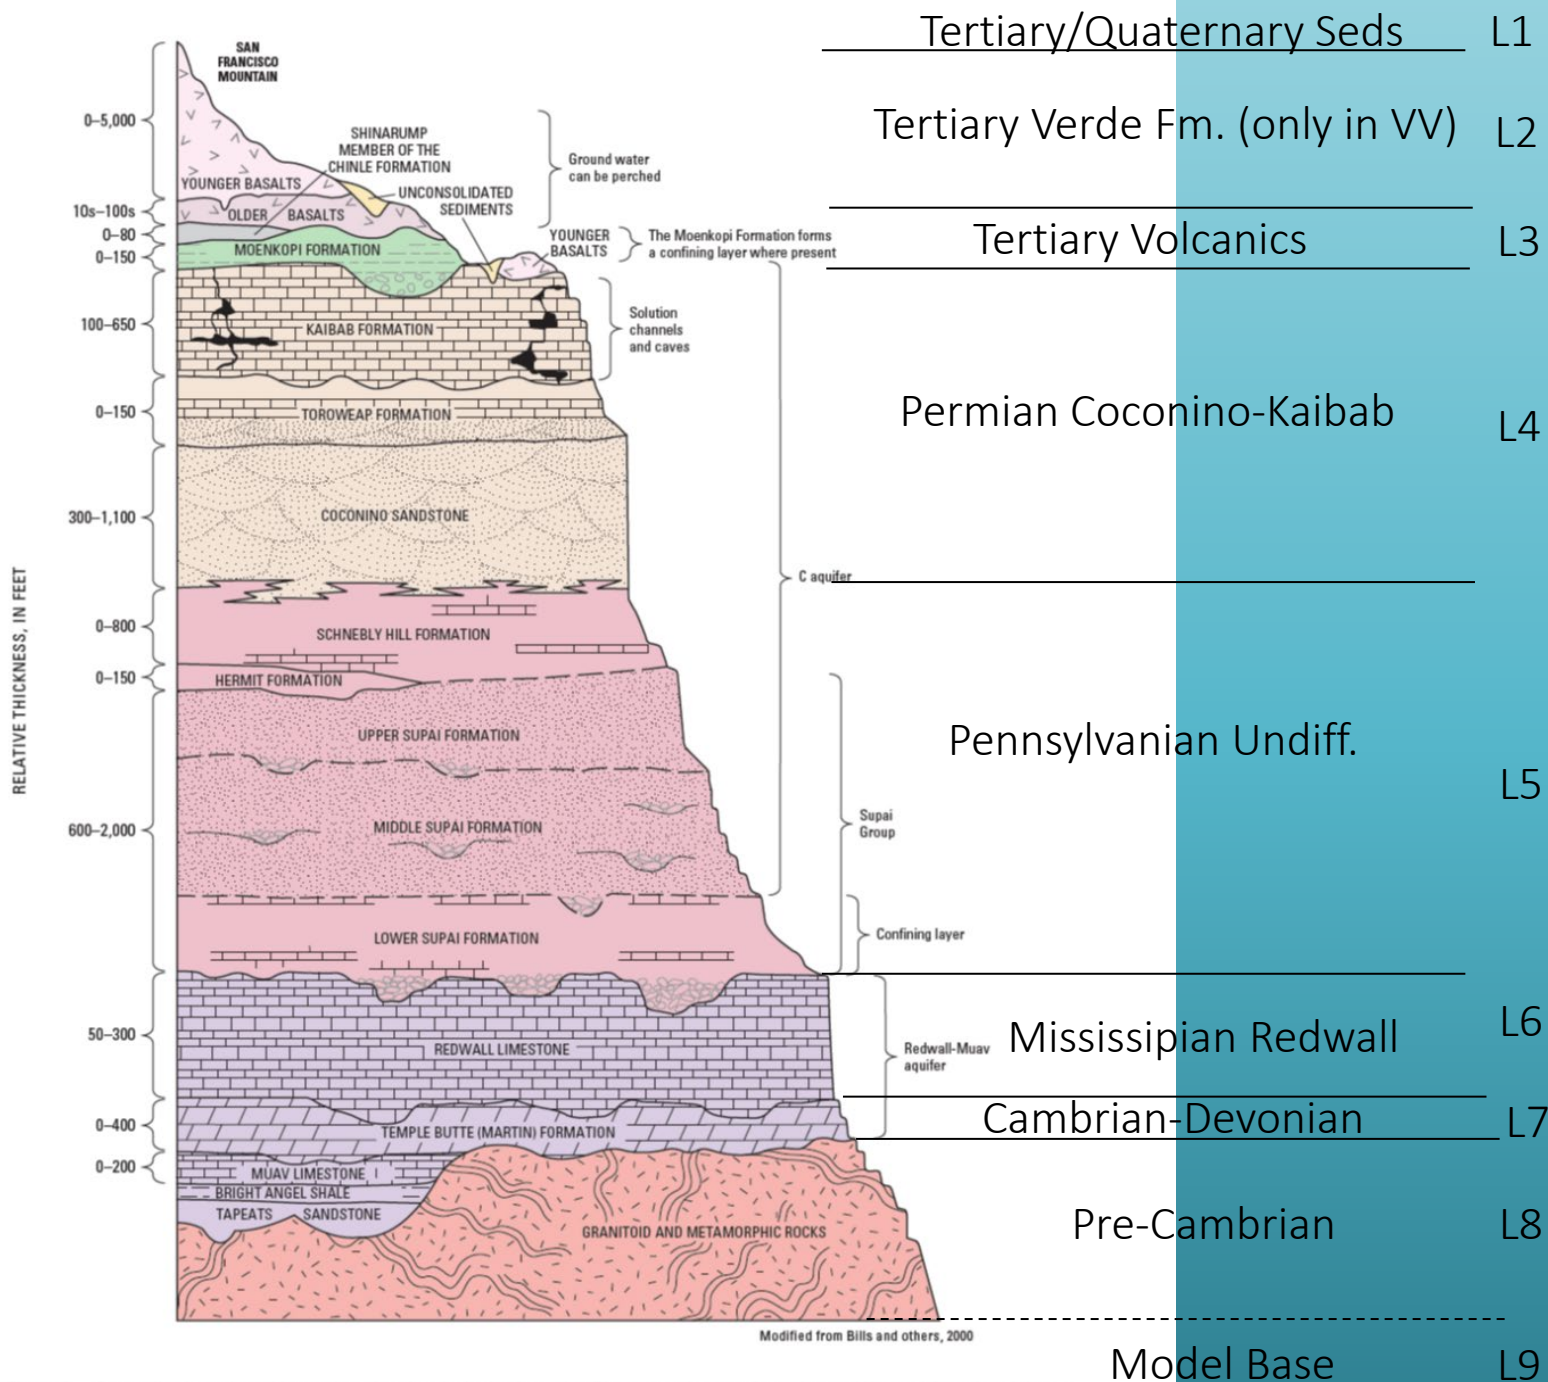 SAN
FRANCISCO
MOUNTAIN
Tertiary/Quaternary Seds L1
0–5,000
SHINARUMP
MEMBER OF THE
CHINLE FORMATION
Tertiary Verde Fm. (only in VV) L2
Ground water
can be perched
YOUNGER BASALTS
UNCONSOLIDATED
SEDIMENTS
10s–100s
OLDER BASALTS
0–80
YOUNGER
BASALTS
The Moenkopi Formation forms
a confining layer where present
Tertiary Volcanics L3
MOENKOPI FORMATION
0–150
100–650
KAIBAB FORMATION
Solution
channels
and caves
0–150
TOROWEAP FORMATION
Permian Coconino-Kaibab L4
300–1,100
COCONINO SANDSTONE
RELATIVE THICKNESS, IN FEET
C aquifer
0–800
SCHNEBLY HILL FORMATION
0–150
HERMIT FORMATION
UPPER SUPAI FORMATION
Pennsylvanian Undiff.
L5
600–2,000
MIDDLE SUPAI FORMATION
Supai
Group
LOWER SUPAI FORMATION
Confining layer
50–300
REDWALL LIMESTONE
Redwall-Muav
aquifer
Mississipian Redwall L6
0–400
TEMPLE BUTTE (MARTIN) FORMATION
Cambrian-Devonian L7
0–200
MUAV LIMESTONE
BRIGHT ANGEL SHALE
TAPEATS SANDSTONE
GRANITOID AND METAMORPHIC ROCKS
Pre-Cambrian L8
Modified from Bills and others, 2000
Model Base L9